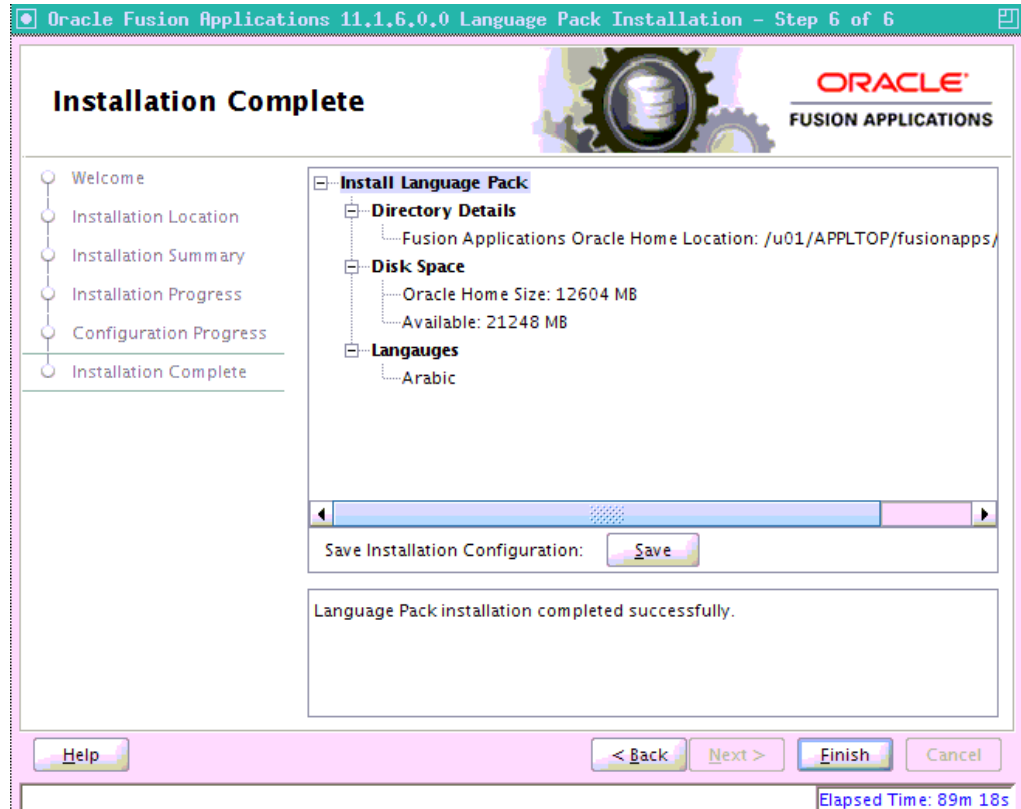 Oracle Fusion Applications 11.1.6.0.0 Language Pack Installation - Step 6 of 6
Installation Complete
ORACLE
FUSION APPLICATIONS
Welcome
Installation Location
Installation Summary
Installation Progress
Configuration Progress
Installation Complete
Install Language Pack
Directory Details
Fusion Applications Oracle Home Location: /u01/APPLTOP/fusionapps/
Disk Space
Oracle Home Size: 12604 MB
Available: 21248 MB
Langauges
Arabic
Save Installation Configuration: Save
Language Pack installation completed successfully.
Help < Back Next > Finish Cancel
Elapsed Time: 89m 18s